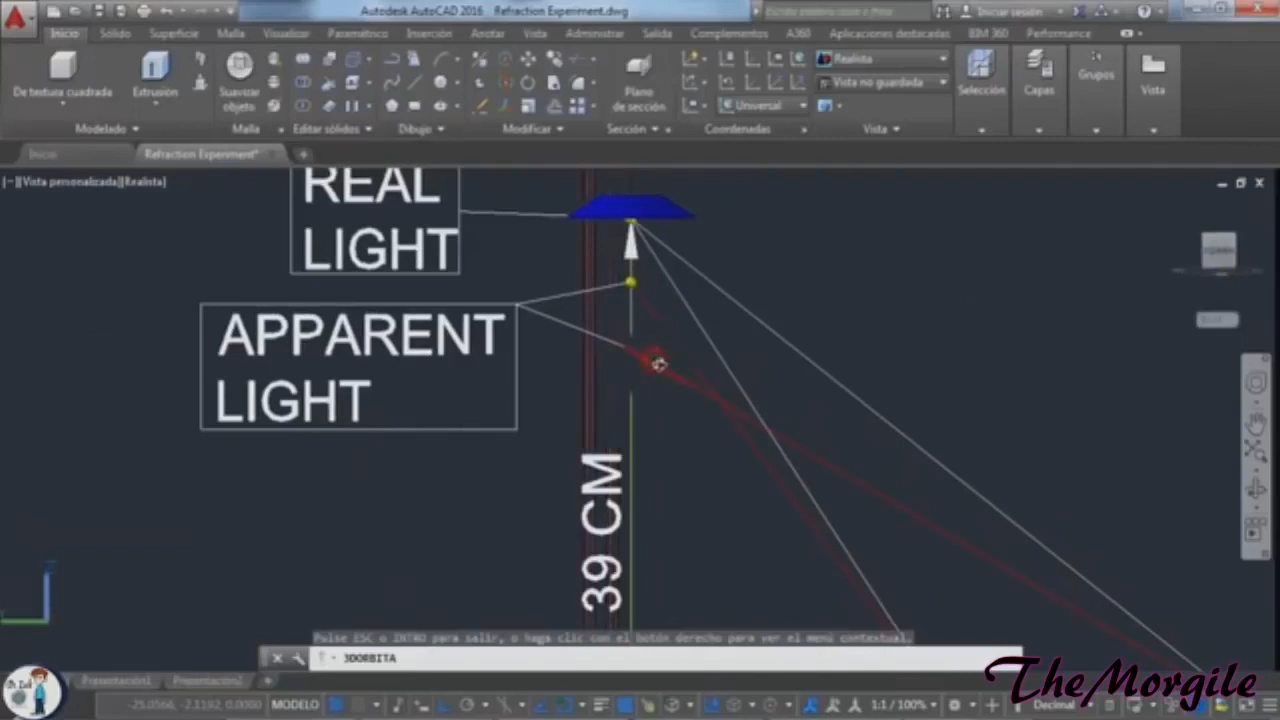 Autodesk AutoCAD 2016 Refraction Experiment.dwg
Iniciar sesión
Inicio Sólido Superficie Malla Visualizar Paramétrico Inserción Anotar Vista Administrar Salida Complementos A360 Aplicaciones destacadas BIM 360 Performance
Realista
Vista no guardada
Universal
De textura cuadrada
Extrusión
Suavizar
objeto
Plano
de sección
Selección
Capas
Grupos
Vista
Modelado
Malla
Editar sólidos
Dibujo
Modificar
Sección
Coordenadas
Vista
Inicio
Refraction Experiment*
[−][Vista personalizada][Realista]
REAL
LIGHT
APPARENT
LIGHT
39 CM
Pulse ESC o INTRO para salir, o haga clic con el botón derecho para ver el menú contextual.
3DORBITA
Presentación1 Presentación2
MODELO
1:1 / 100%
Decimal
TheMorgile